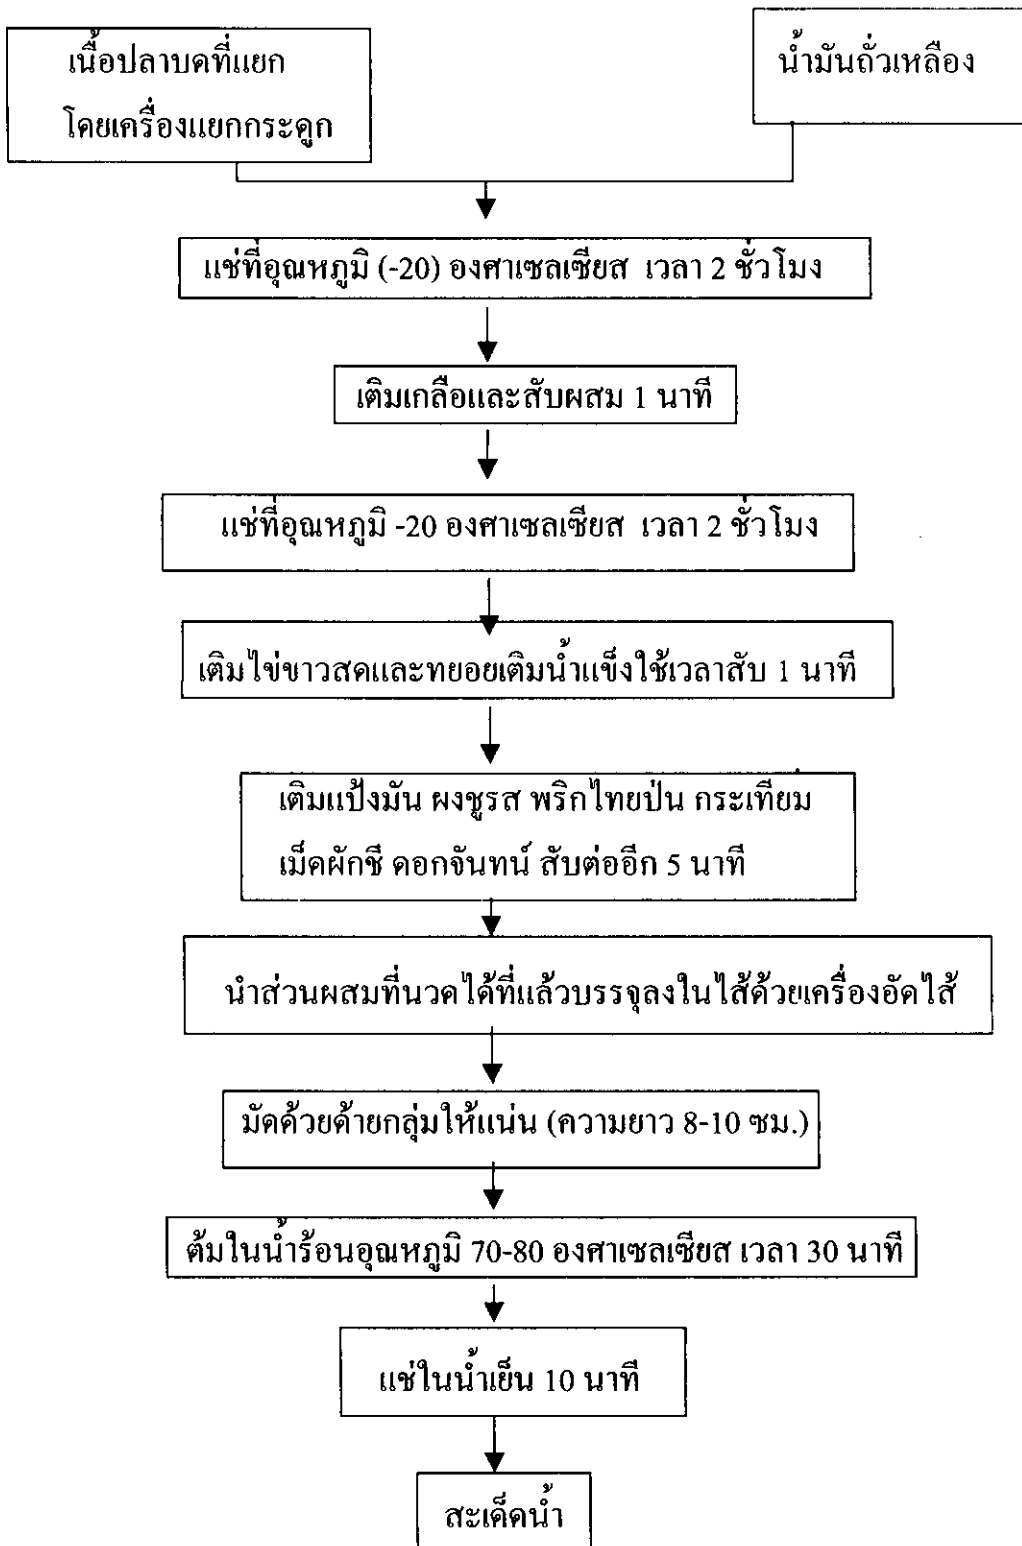 เนื้อปลาบดที่แยก
โดยเครื่องแยกกระดูก
น้ำมันถั่วเหลือง
แช่ที่อุณหภูมิ (-20) องศาเซลเซียส เวลา 2 ชั่วโมง
เติมเกลือและสับผสม 1 นาที
แช่ที่อุณหภูมิ -20 องศาเซลเซียส เวลา 2 ชั่วโมง
เติมไข่ขาวสดและทยอยเติมน้ำแข็งใช้เวลาสับ 1 นาที
เติมแป้งมัน ผงชูรส พริกไทยป่น กระเทียม
เม็ดผักชี ดอกจันทน์ สับต่ออีก 5 นาที
นำส่วนผสมที่นวดได้ที่แล้วบรรจุลงในไส้ด้วยเครื่องอัดไส้
มัดด้วยด้ายกลุ่มให้แน่น (ความยาว 8-10 ซม.)
ต้มในน้ำร้อนอุณหภูมิ 70-80 องศาเซลเซียส เวลา 30 นาที
แช่ในน้ำเย็น 10 นาที
สะเด็ดน้ำ